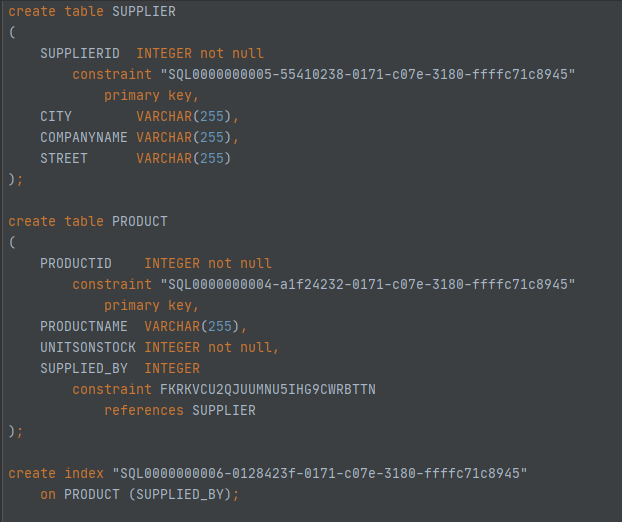 create table SUPPLIER
(
    SUPPLIERID  INTEGER not null
        constraint "SQL0000000005-55410238-0171-c07e-3180-ffffc71c8945"
            primary key,
    CITY        VARCHAR(255),
    COMPANYNAME VARCHAR(255),
    STREET      VARCHAR(255)
);
create table PRODUCT
(
    PRODUCTID    INTEGER not null
        constraint "SQL0000000004-a1f24232-0171-c07e-3180-ffffc71c8945"
            primary key,
    PRODUCTNAME  VARCHAR(255),
    UNITSONSTOCK INTEGER not null,
    SUPPLIED_BY  INTEGER
        constraint FKRKVCU2QJUUMNU5IHG9CWRBTTN
            references SUPPLIER
);
create index "SQL0000000006-0128423f-0171-c07e-3180-ffffc71c8945"
    on PRODUCT (SUPPLIED_BY);